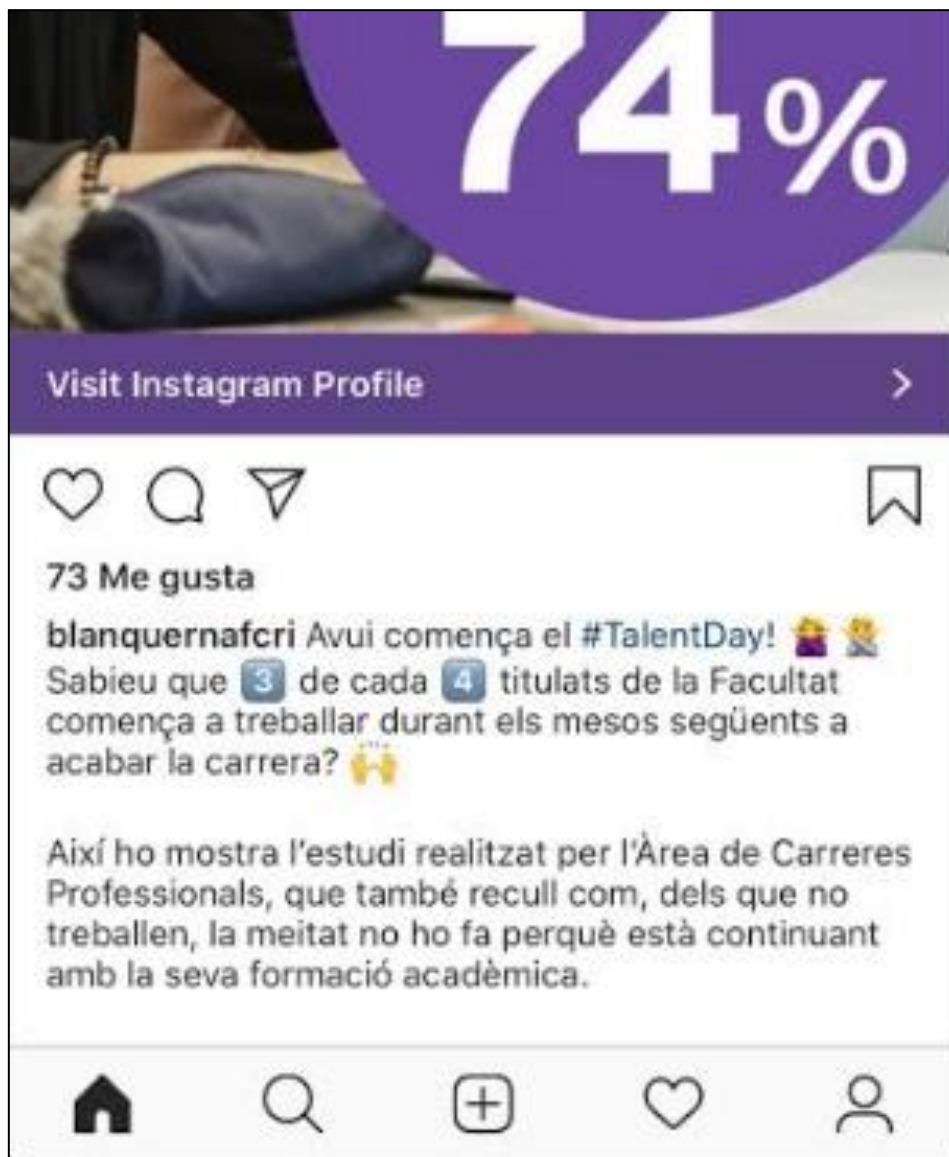 74%
Visit Instagram Profile
73 Me gusta
blanquernafcri Avui comença el #TalentDay! 🤷‍♀️ 🤷
Sabíeu que 3️⃣ de cada 4️⃣ titulats de la Facultat
comença a treballar durant els mesos següents a
acabar la carrera? 🙌
Així ho mostra l'estudi realitzat per l'Àrea de Carreres
Professionals, que també recull com, dels que no
treballen, la meitat no ho fa perquè està continuant
amb la seva formació acadèmica.